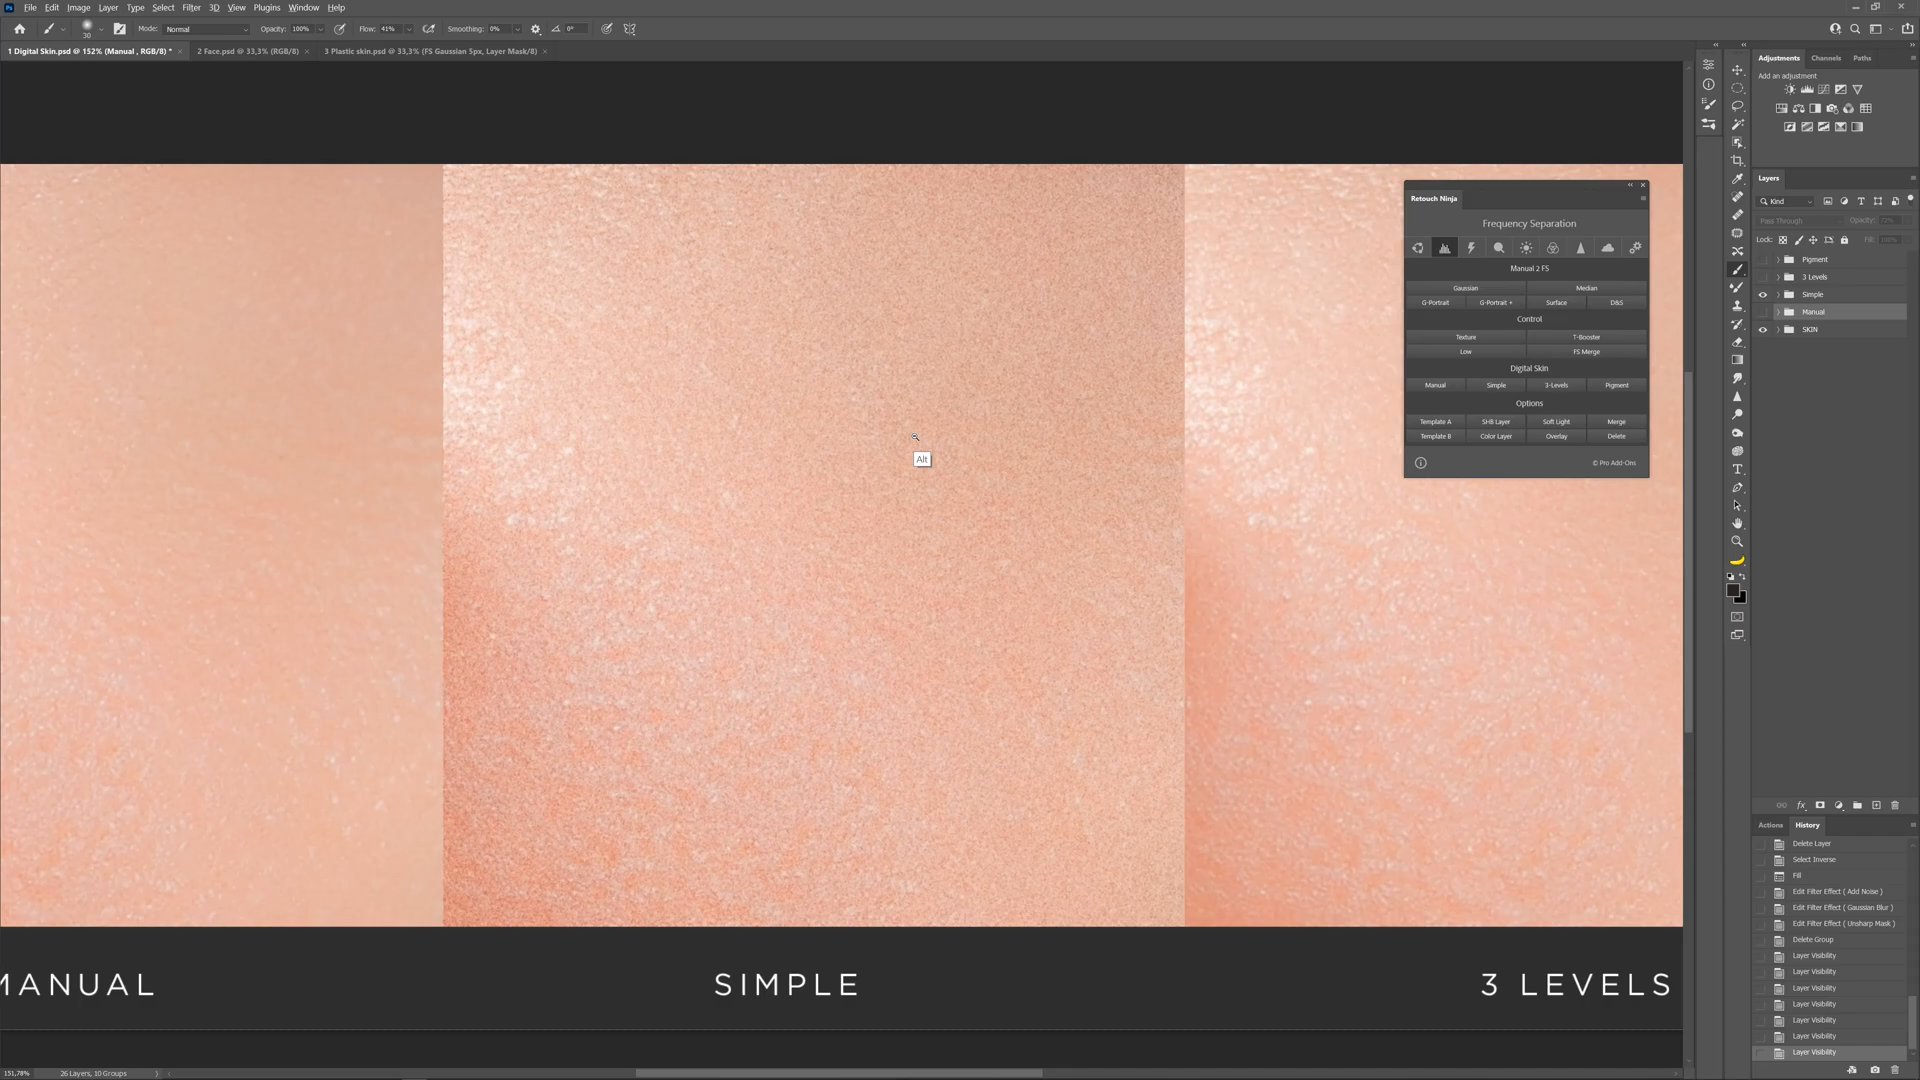 File Edit Image Layer Type Select Filter 3D View Plugins Window Help
30 Mode: Normal Opacity: 100% Flow: 41% Smoothing: 0% 0°
1 Digital Skin.psd @ 152% (Manual , RGB/8) * × 2 Face.psd @ 33,3% (RGB/8) × 3 Plastic skin.psd @ 33,3% (FS Gaussian 5px, Layer Mask/8) ×
Adjustments Channels Paths
Add an adjustment
Layers
Kind
Pass Through Opacity: 72%
Lock: Fill: 100%
Pigment
3 Levels
Simple
Manual
SKIN
Retouch Ninja
Frequency Separation
Manual 2 FS
Gaussian Median
G-Portrait G-Portrait + Surface D&S
Control
Texture T-Booster
Low FS Merge
Digital Skin
Manual Simple 3-Levels Pigment
Options
Template A SH8 Layer Soft Light Merge
Template B Color Layer Overlay Delete
© Pro Add-Ons
Alt
fx
Actions History
Delete Layer
Select Inverse
Fill
Edit Filter Effect ( Add Noise )
Edit Filter Effect ( Gaussian Blur )
Edit Filter Effect ( Unsharp Mask )
Delete Group
Layer Visibility
Layer Visibility
Layer Visibility
Layer Visibility
Layer Visibility
Layer Visibility
Layer Visibility
MANUAL SIMPLE 3 LEVELS
151,78% 26 Layers, 10 Groups